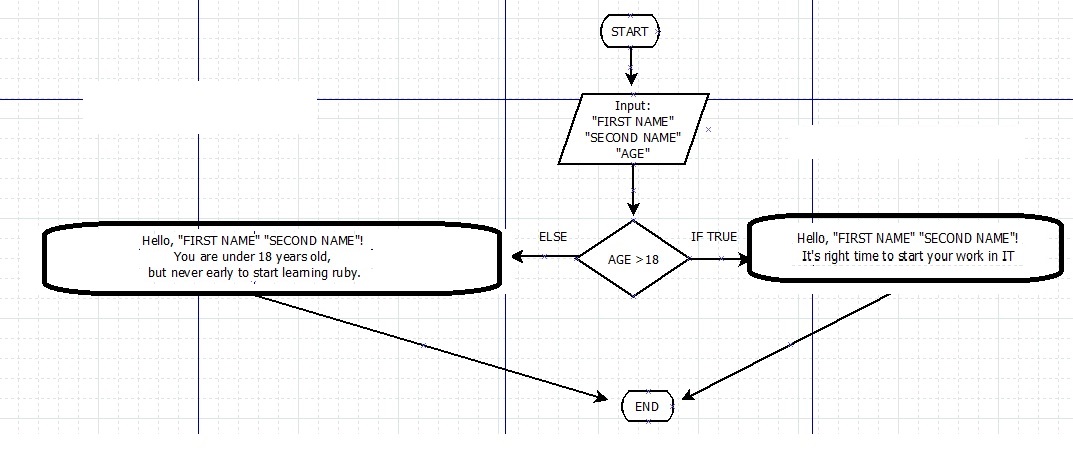 START
Input:
"FIRST NAME"
"SECOND NAME"
"AGE"
AGE >18
ELSE
IF TRUE
Hello, "FIRST NAME" "SECOND NAME"!
You are under 18 years old,
but never early to start learning ruby.
Hello, "FIRST NAME" "SECOND NAME"!
It's right time to start your work in IT
END